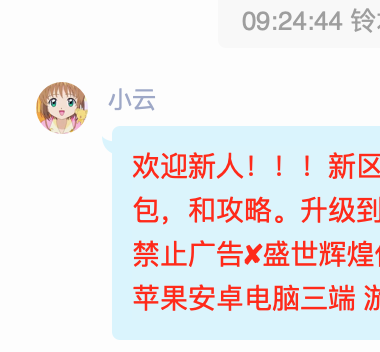 09:24:44 铃
小云
欢迎新人！！！新区
包，和攻略。升级到
禁止广告✘盛世辉煌
苹果安卓电脑三端 游